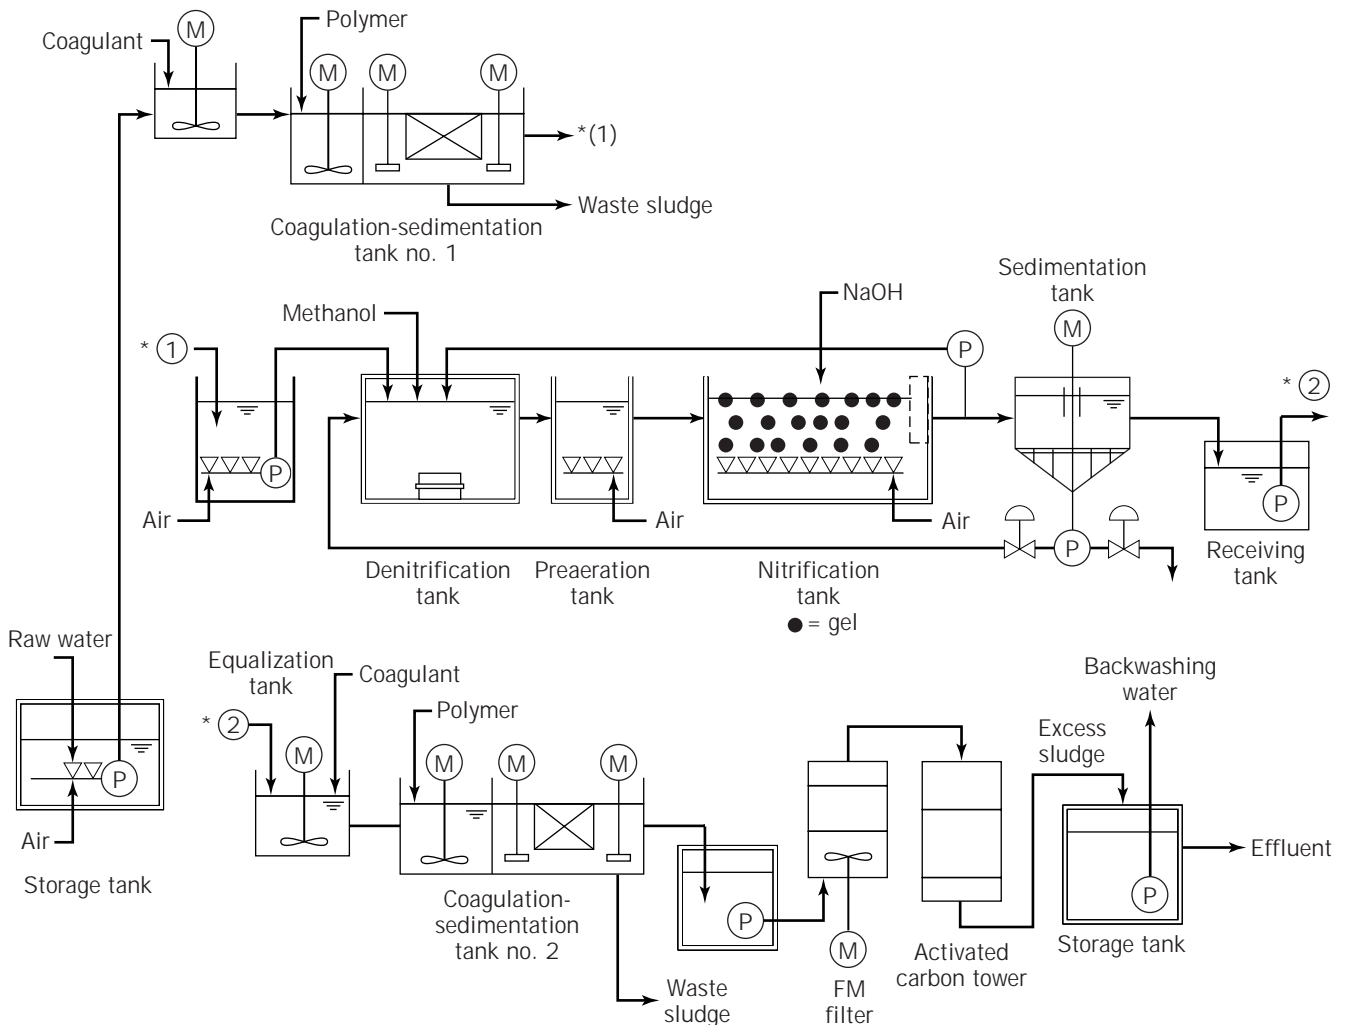 Polymer
Coagulant
M
M
M
M
*(1)
Waste sludge
Coagulation-sedimentation
tank no. 1
Sedimentation
tank
NaOH
Methanol
M
* 1
P
* 2
P
P
Air
Air
Air
P
Denitrification
tank
Preaeration
tank
Nitrification
tank
= gel
Receiving
tank
Raw water
Equalization
tank
Coagulant
Backwashing
water
Polymer
* 2
Excess
sludge
M
M
M
M
P
Air
Storage tank
Effluent
P
P
Coagulation-
sedimentation
tank no. 2
M
Activated
carbon tower
Storage tank
Waste
sludge
FM
filter